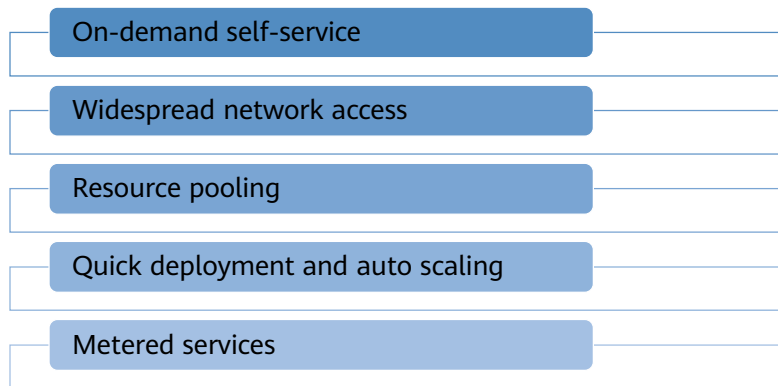 On-demand self-service
Widespread network access
Resource pooling
Quick deployment and auto scaling
Metered services